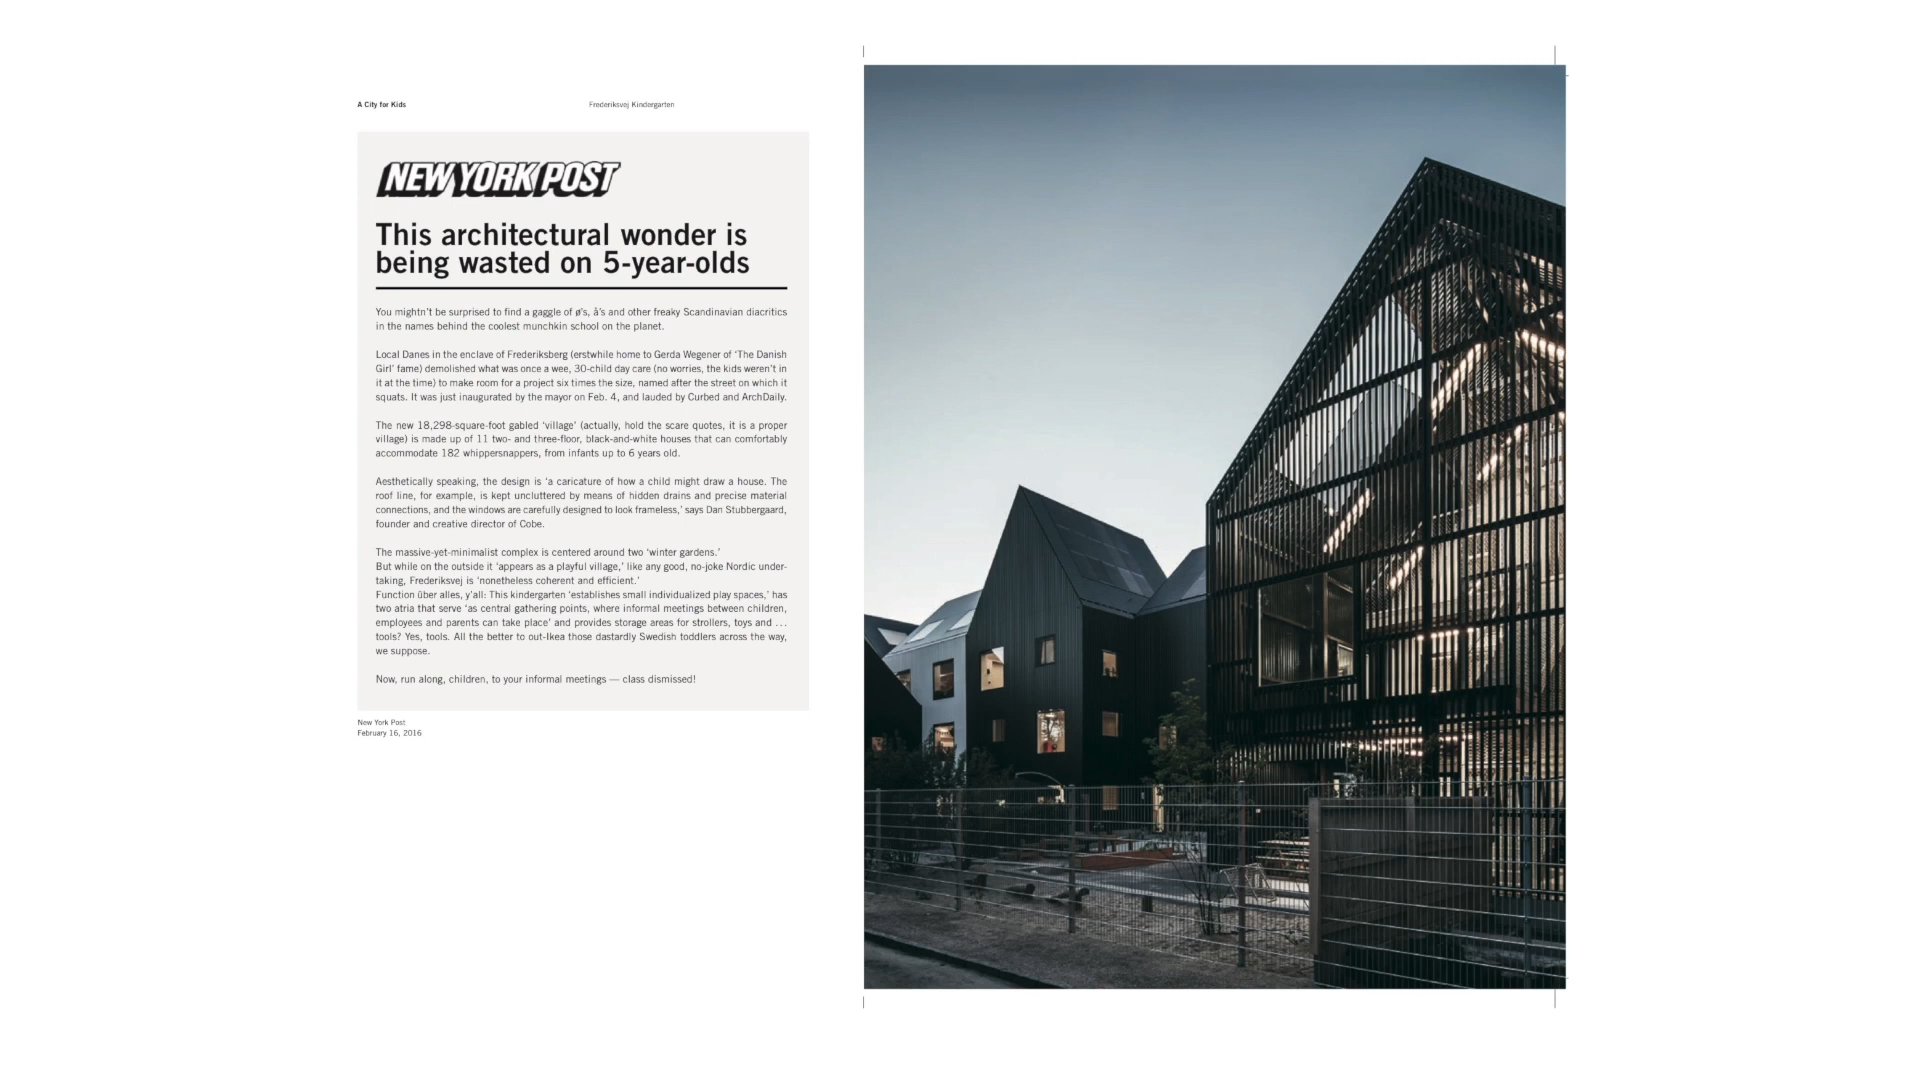 A City for Kids
Frederiksvej Kindergarten
NEW YORK POST
This architectural wonder is
being wasted on 5-year-olds
You mightn't be surprised to find a gaggle of ø's, å's and other freaky Scandinavian diacritics
in the names behind the coolest munchkin school on the planet.
Local Danes in the enclave of Frederiksberg (erstwhile home to Gerda Wegener of ‘The Danish
Girl’ fame) demolished what was once a wee, 30-child day care (no worries, the kids weren't in
it at the time) to make room for a project six times the size, named after the street on which it
squats. It was just inaugurated by the mayor on Feb. 4, and lauded by Curbed and ArchDaily.
The new 18,298-square-foot gabled ‘village’ (actually, hold the scare quotes, it is a proper
village) is made up of 11 two- and three-floor, black-and-white houses that can comfortably
accommodate 182 whippersnappers, from infants up to 6 years old.
Aesthetically speaking, the design is ‘a caricature of how a child might draw a house. The
roof line, for example, is kept uncluttered by means of hidden drains and precise material
connections, and the windows are carefully designed to look frameless,’ says Dan Stubbergaard,
founder and creative director of Cobe.
The massive-yet-minimalist complex is centered around two ‘winter gardens.’
But while on the outside it ‘appears as a playful village,’ like any good, no-joke Nordic under-
taking, Frederiksvej is ‘nonetheless coherent and efficient.’
Function über alles, y'all: This kindergarten ‘establishes small individualized play spaces,’ has
two atria that serve ‘as central gathering points, where informal meetings between children,
employees and parents can take place’ and provides storage areas for strollers, toys and ...
tools? Yes, tools. All the better to out-Ikea those dastardly Swedish toddlers across the way,
we suppose.
Now, run along, children, to your informal meetings — class dismissed!
New York Post
February 16, 2016